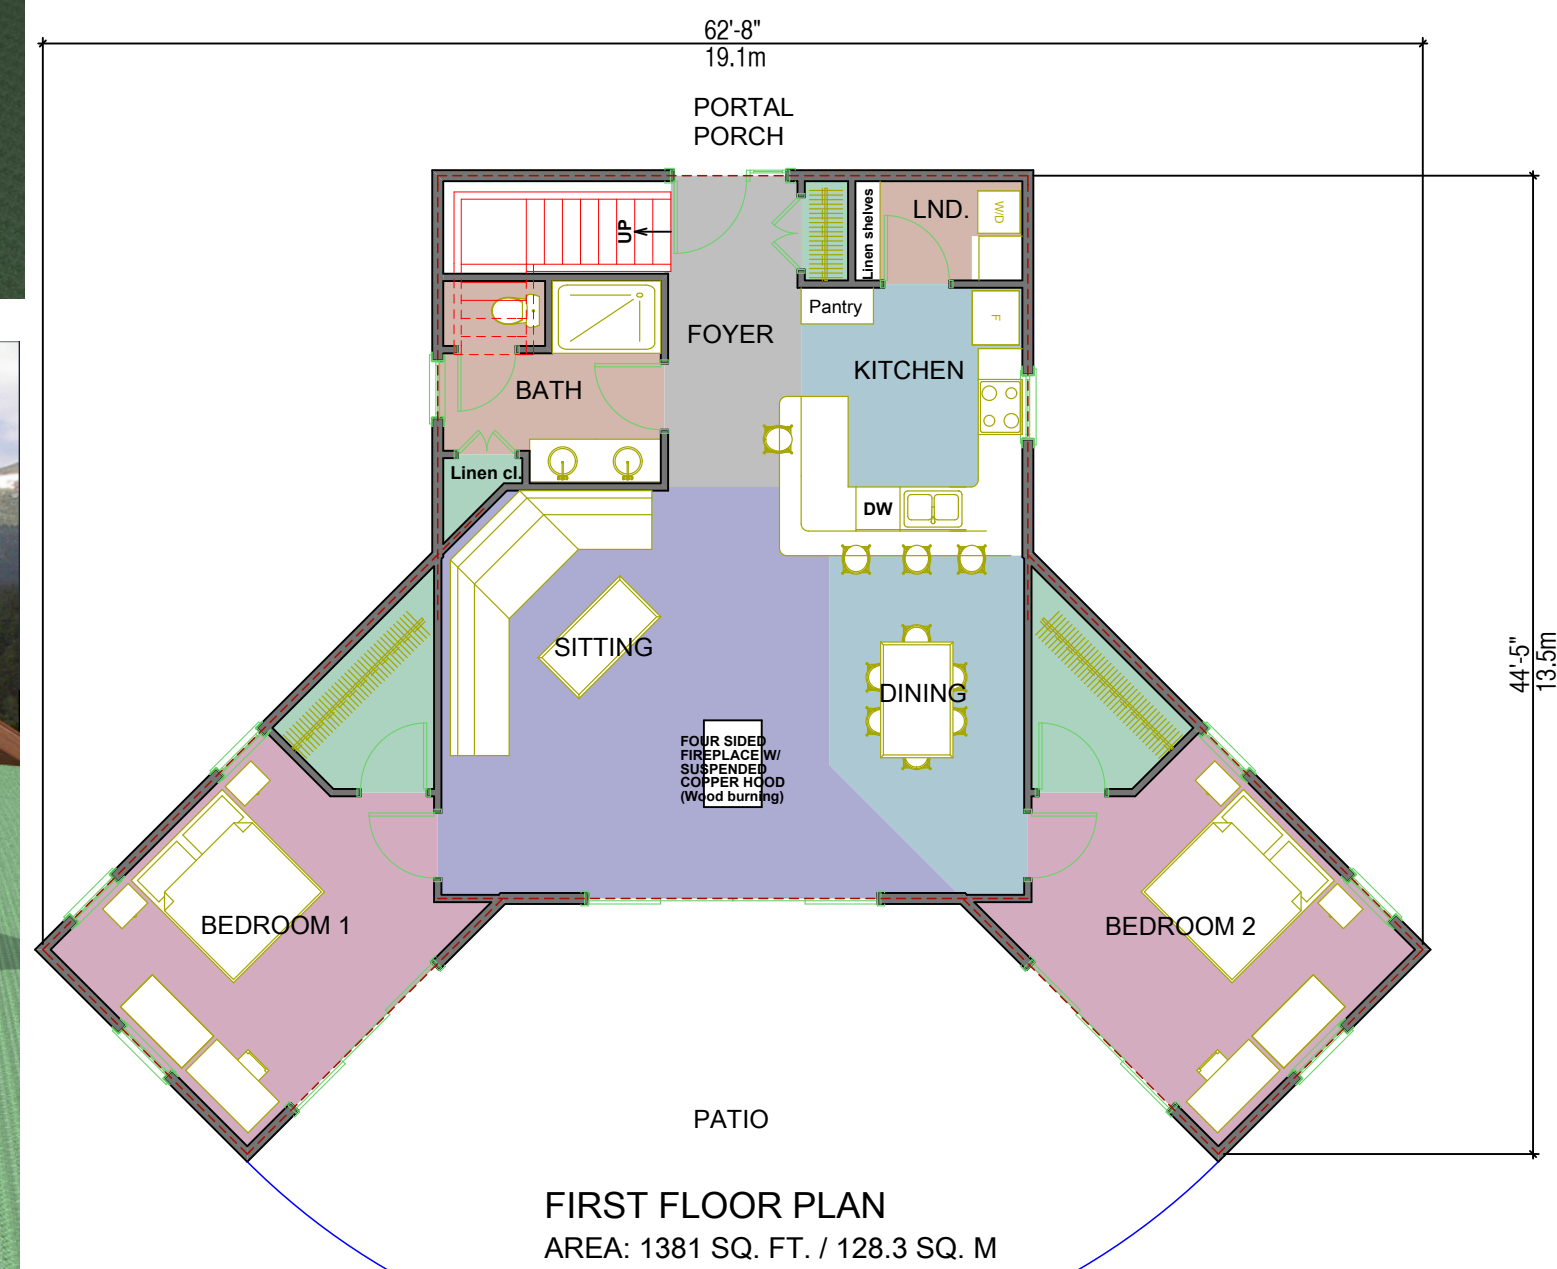 62'-8"
19.1m
PORTAL
PORCH
UP
Linen shelves
LND.
W/D
Pantry
F
FOYER
KITCHEN
BATH
Linen cl.
DW
44'-5"
13.5m
SITTING
DINING
FOUR SIDED
FIREPLACE W/
SUSPENDED
COPPER HOOD
(Wood burning)
BEDROOM 1
BEDROOM 2
PATIO
FIRST FLOOR PLAN
AREA: 1381 SQ. FT. / 128.3 SQ. M